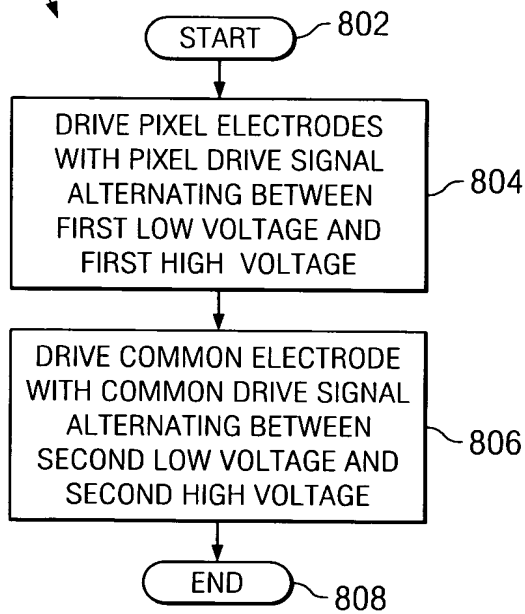 START
802
DRIVE PIXEL ELECTRODES
WITH PIXEL DRIVE SIGNAL
ALTERNATING BETWEEN
FIRST LOW VOLTAGE AND
FIRST HIGH VOLTAGE
804
DRIVE COMMON ELECTRODE
WITH COMMON DRIVE SIGNAL
ALTERNATING BETWEEN
SECOND LOW VOLTAGE AND
SECOND HIGH VOLTAGE
806
END
808